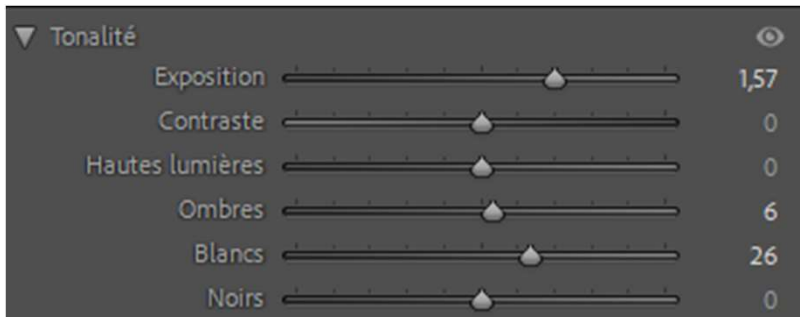 Tonalité
Exposition 1,57
Contraste 0
Hautes lumières 0
Ombres 6
Blancs 26
Noirs 0